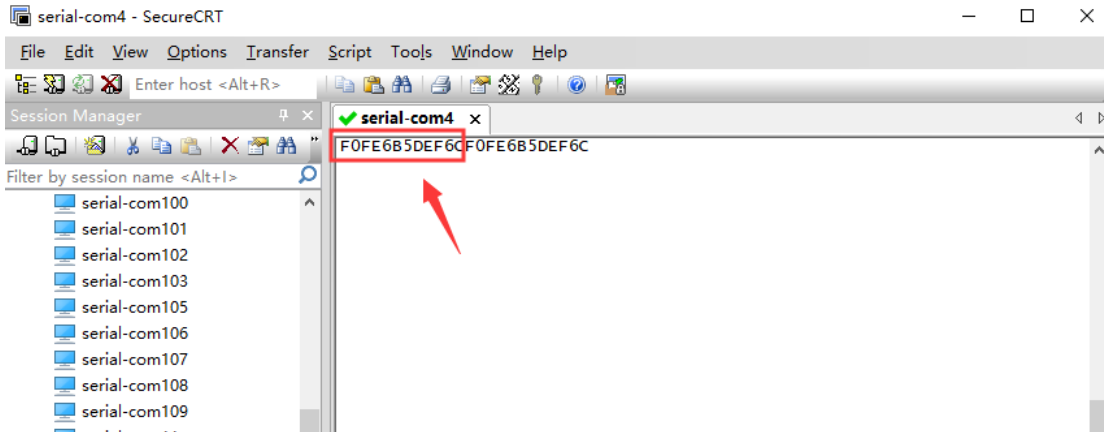 serial-com4 - SecureCRT
File Edit View Options Transfer Script Tools Window Help
Enter host <Alt+R>
Session Manager
serial-com4
F0FE6B5DEF6CF0FE6B5DEF6C
Filter by session name <Alt+I>
serial-com100
serial-com101
serial-com102
serial-com103
serial-com105
serial-com106
serial-com107
serial-com108
serial-com109